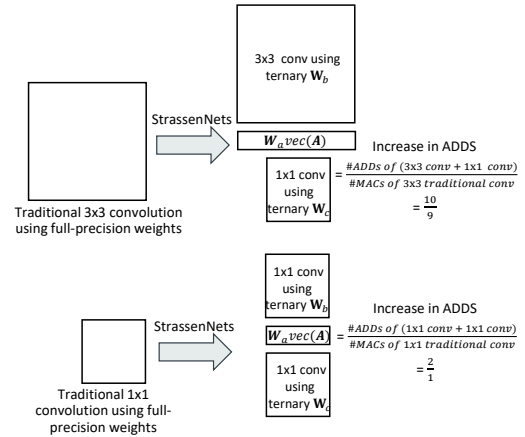 3x3 conv using
ternary W_b
StrassenNets
W_a vec(A)
Increase in ADDS
1x1 conv
using
ternary W_c
= #ADDs of (3x3 conv + 1x1 conv) / #MACs of 3x3 traditional conv
= 10/9
Traditional 3x3 convolution
using full-precision weights
1x1 conv
using
ternary W_b
StrassenNets
W_a vec(A)
Increase in ADDS
= #ADDs of (1x1 conv + 1x1 conv) / #MACs of 1x1 traditional conv
= 2/1
1x1 conv
using
ternary W_c
Traditional 1x1
convolution using full-
precision weights